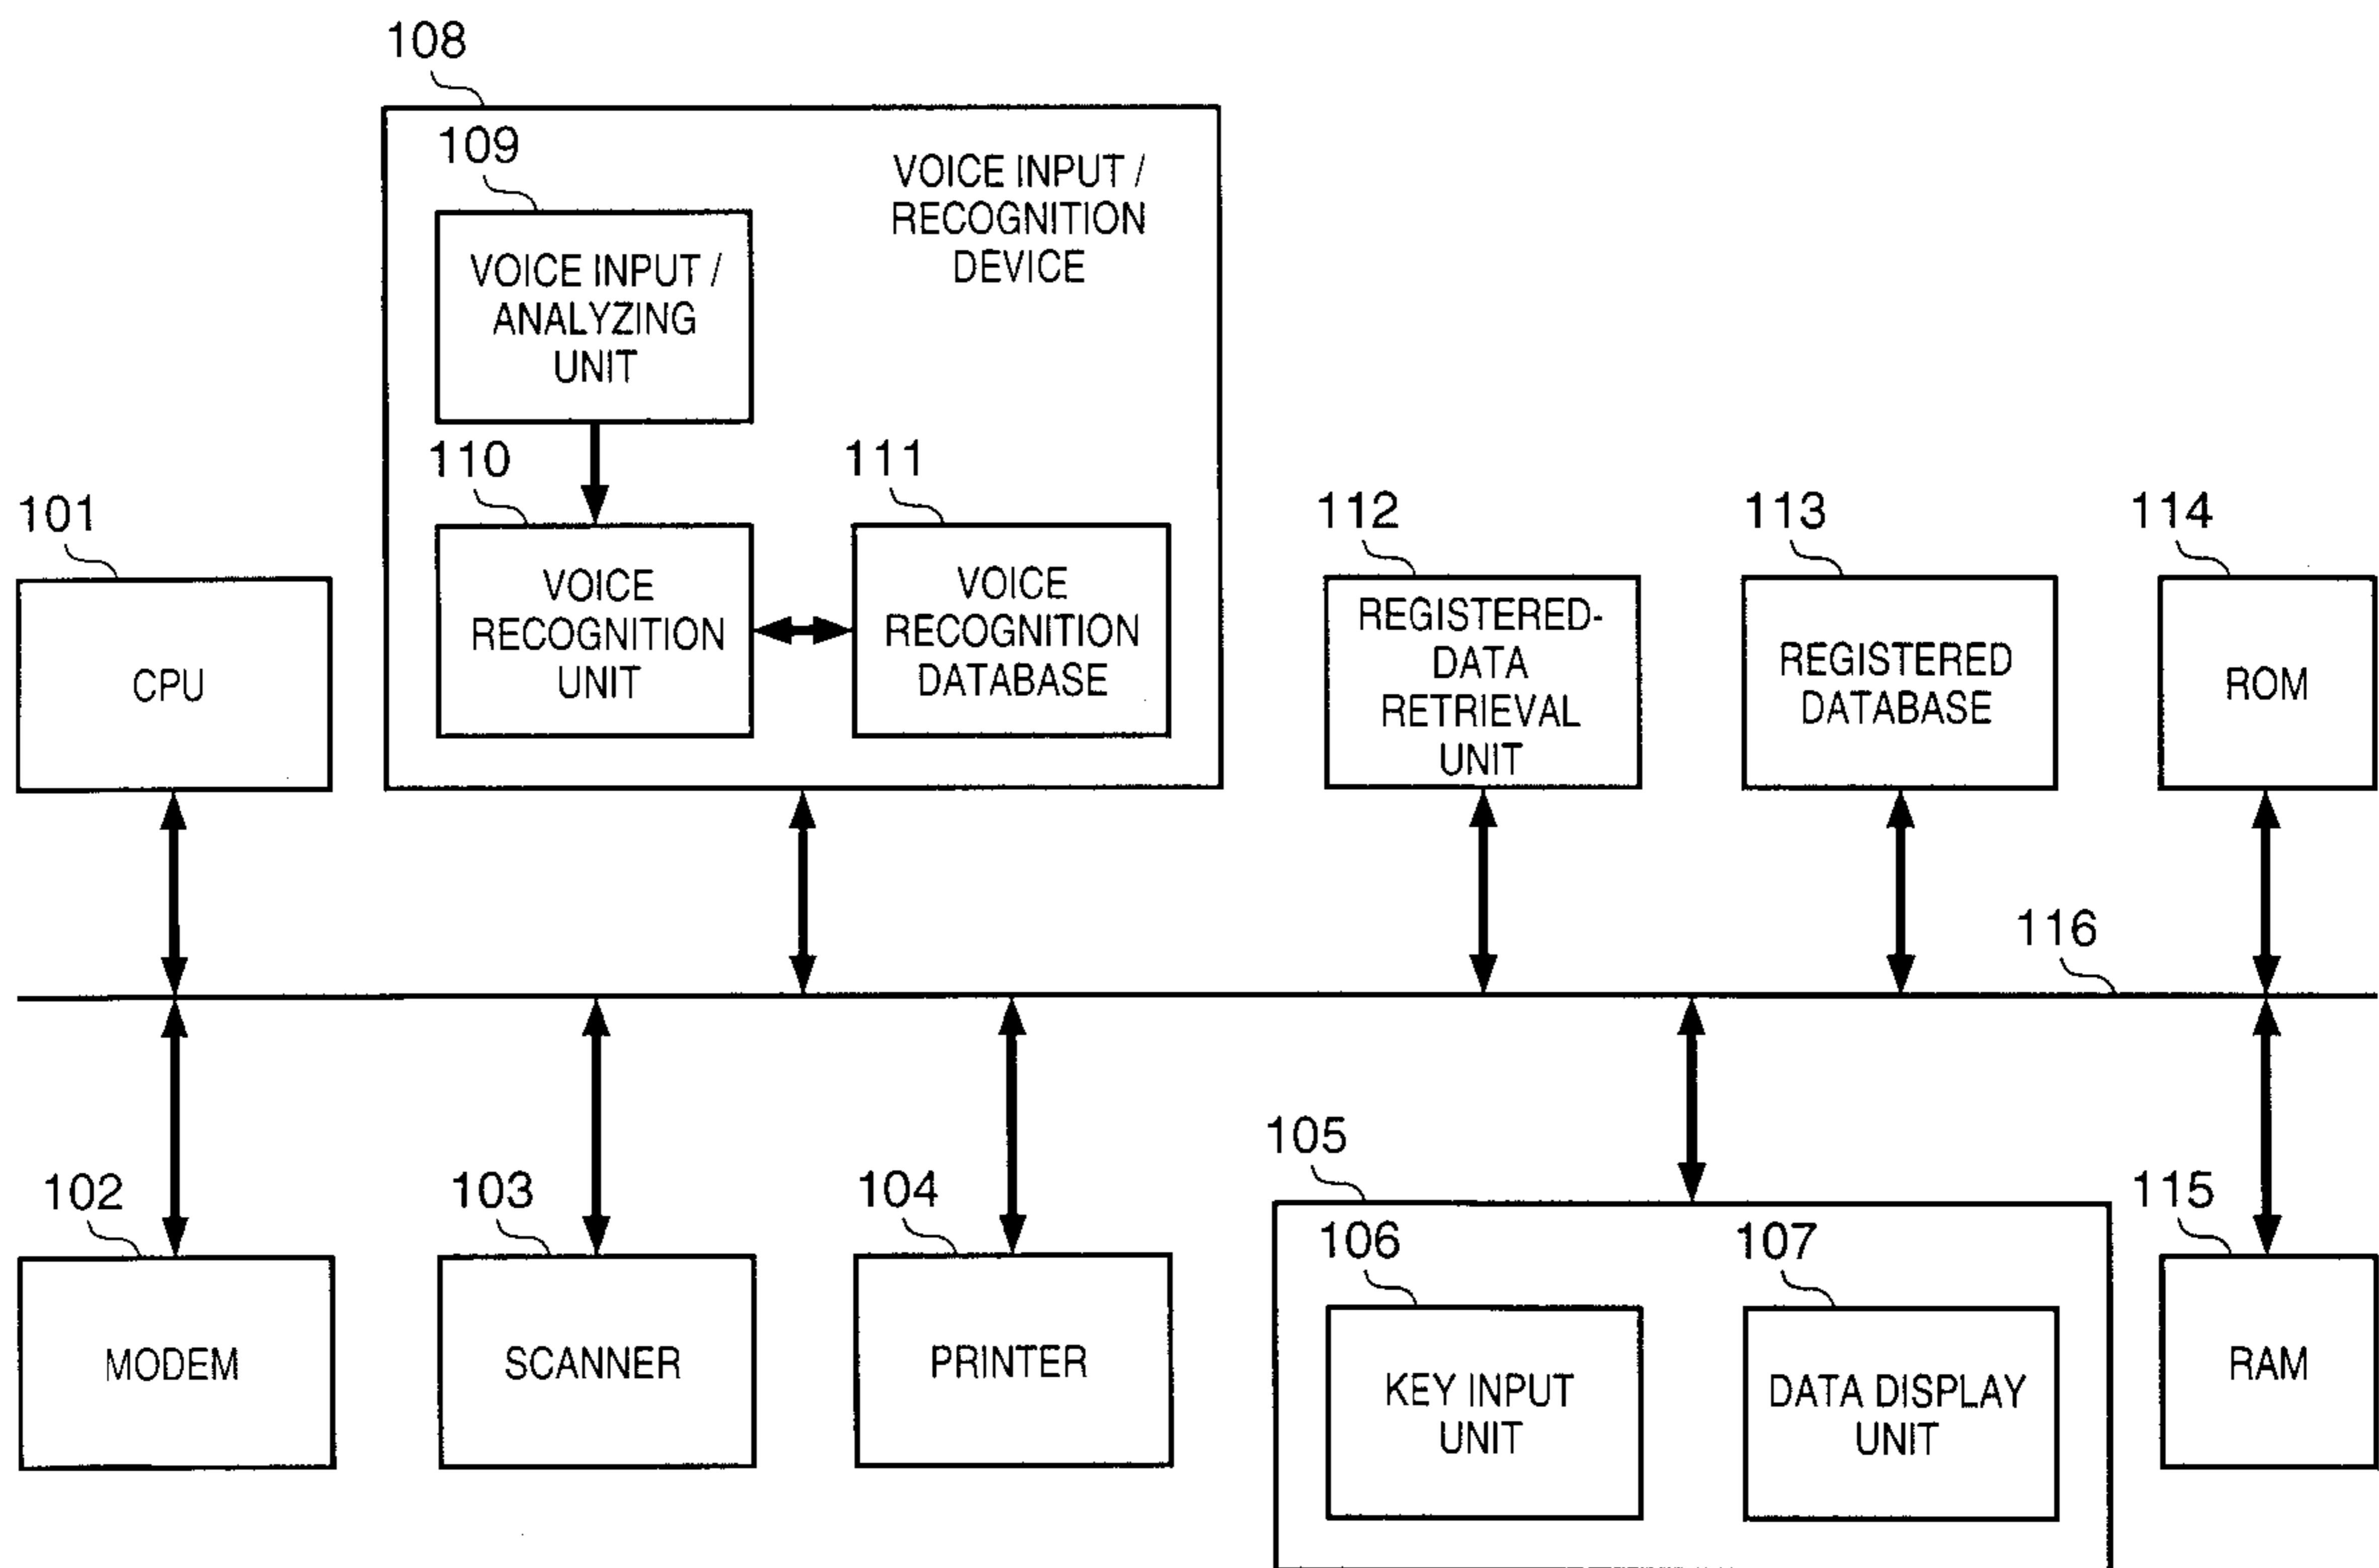 108
109
VOICE INPUT /
RECOGNITION
DEVICE
VOICE INPUT /
ANALYZING
UNIT
110
111
VOICE
RECOGNITION
UNIT
VOICE
RECOGNITION
DATABASE
101
CPU
112
REGISTERED-
DATA
RETRIEVAL
UNIT
113
REGISTERED
DATABASE
114
ROM
116
102
MODEM
103
SCANNER
104
PRINTER
105
106
KEY INPUT
UNIT
107
DATA DISPLAY
UNIT
115
RAM